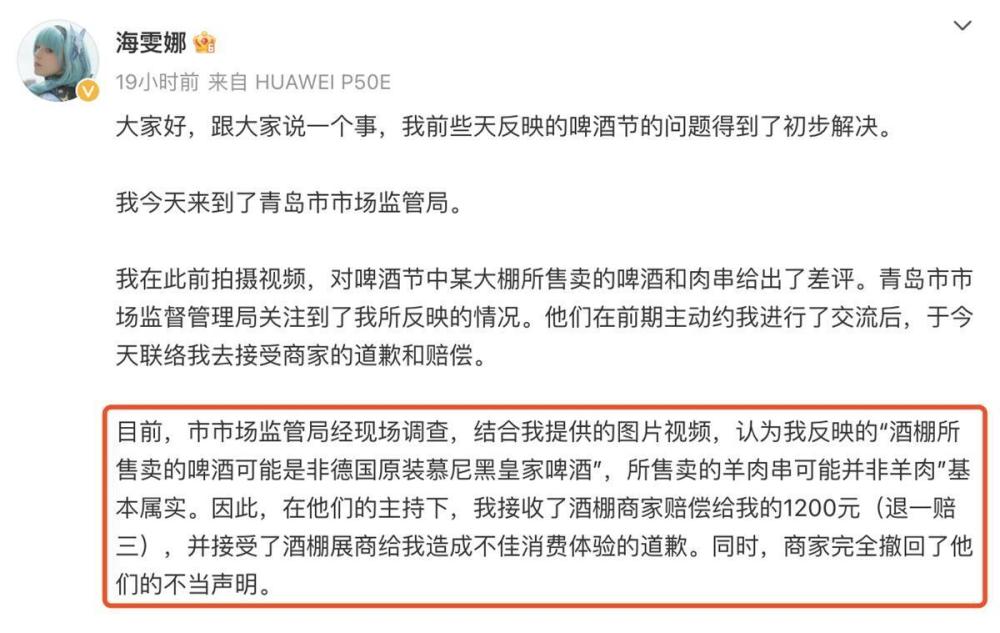 海雯娜
19小时前 来自 HUAWEI P50E
大家好，跟大家说一个事，我前些天反映的啤酒节的问题得到了初步解决。
我今天来到了青岛市市场监管局。
我在此前拍摄视频，对啤酒节中某大棚所售卖的啤酒和肉串给出了差评。青岛市市
场监督管理局关注到了我所反映的情况。他们在前期主动约我进行了交流后，于今
天联络我去接受商家的道歉和赔偿。
目前，市市场监管局经现场调查，结合我提供的图片视频，认为我反映的“酒棚所
售卖的啤酒可能是非德国原装慕尼黑皇家啤酒”，所售卖的羊肉串可能并非羊肉”基
本属实。因此，在他们的主持下，我接收了酒棚商家赔偿给我的1200元（退一赔
三），并接受了酒棚展商给我造成不佳消费体验的道歉。同时，商家完全撤回了他
们的不当声明。